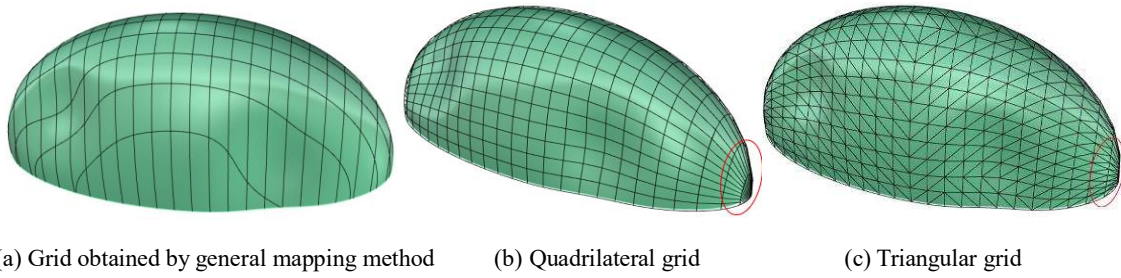 (a) Grid obtained by general mapping method (b) Quadrilateral grid (c) Triangular grid